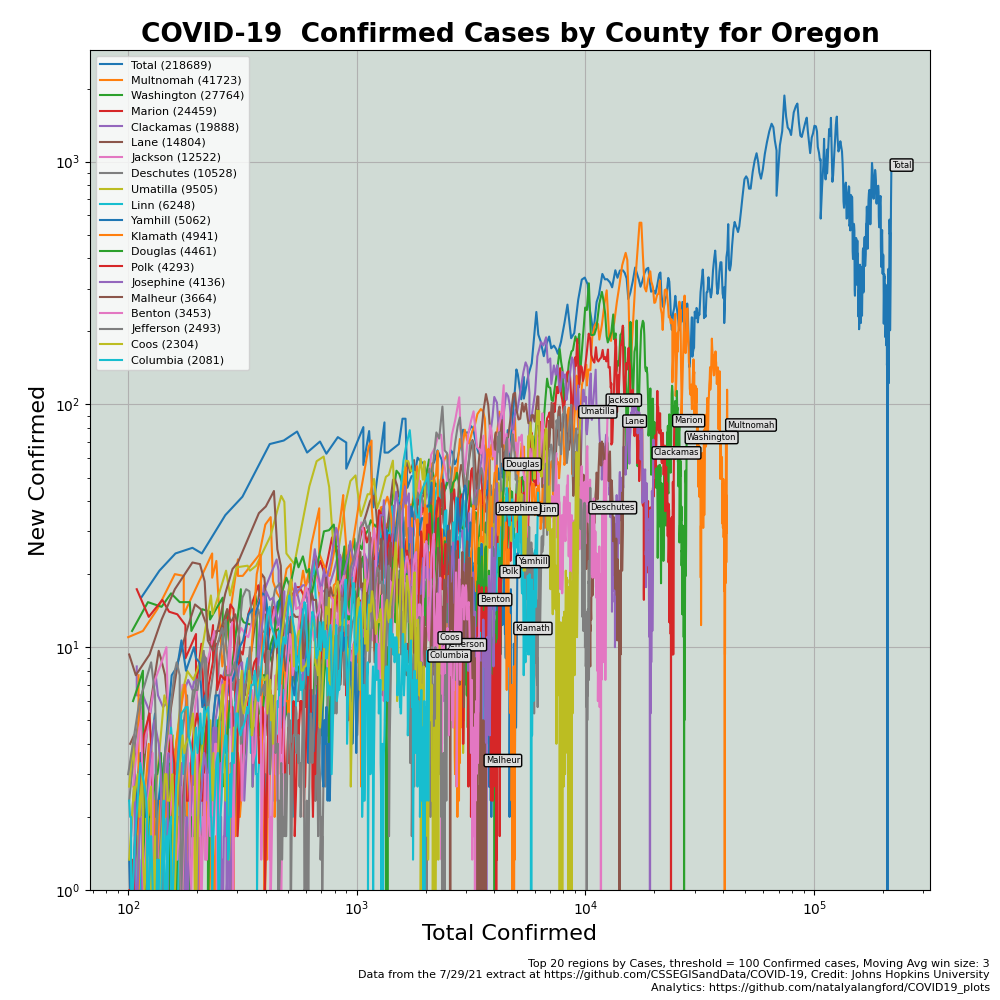 COVID-19  Confirmed Cases by County for Oregon
Total (218689)
Multnomah (41723)
Washington (27764)
Marion (24459)
Clackamas (19888)
Lane (14804)
Jackson (12522)
Deschutes (10528)
Umatilla (9505)
Linn (6248)
Yamhill (5062)
Klamath (4941)
Douglas (4461)
Polk (4293)
Josephine (4136)
Malheur (3664)
Benton (3453)
Jefferson (2493)
Coos (2304)
Columbia (2081)
New Confirmed
10³
10²
10¹
10⁰
Total
Jackson
Umatilla
Lane
Marion
Multnomah
Washington
Clackamas
Douglas
Josephine
Linn
Deschutes
Yamhill
Polk
Benton
Klamath
Coos
Jefferson
Columbia
Malheur
10²
10³
10⁴
10⁵
Total Confirmed
Top 20 regions by Cases, threshold = 100 Confirmed cases, Moving Avg win size: 3
Data from the 7/29/21 extract at https://github.com/CSSEGISandData/COVID-19, Credit: Johns Hopkins University
Analytics: https://github.com/natalyalangford/COVID19_plots